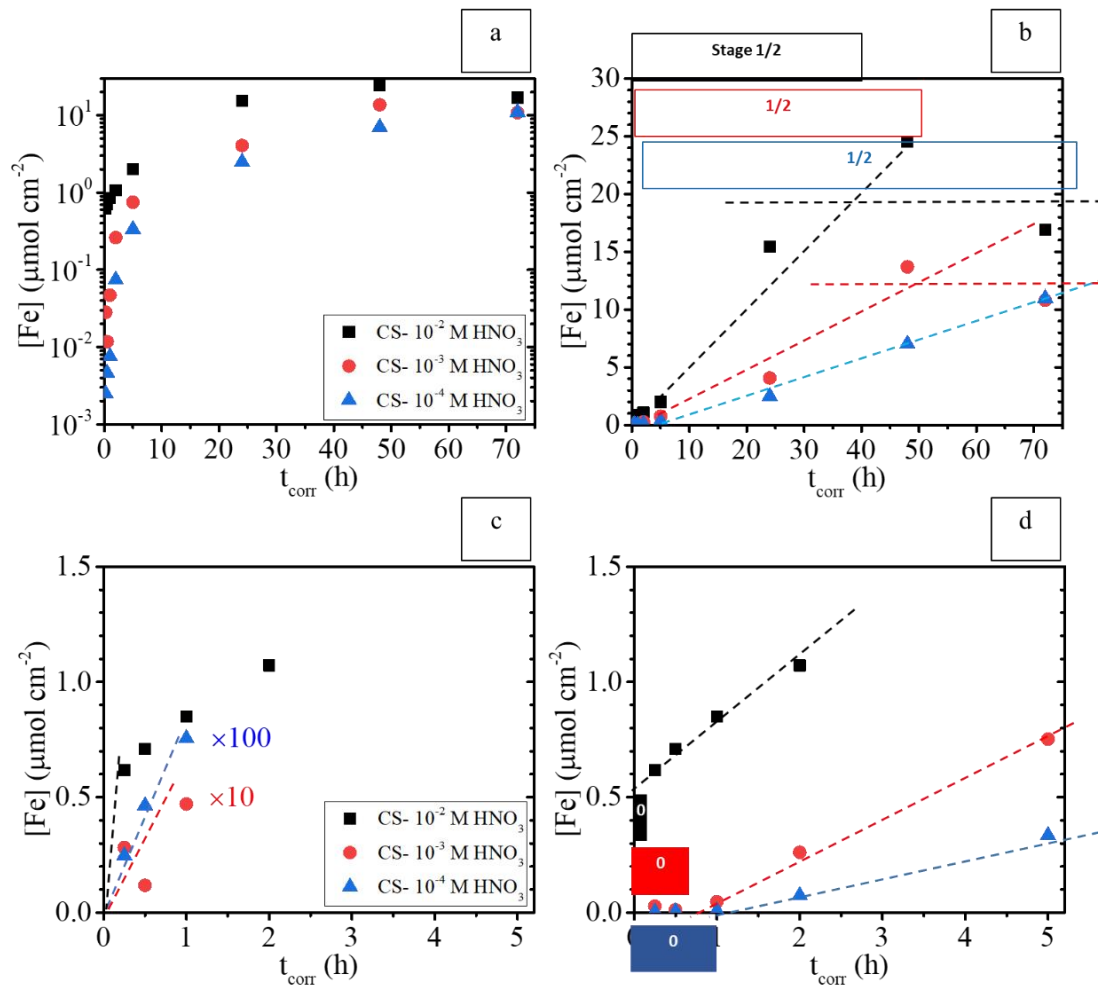 a
b
Stage 1/2
1/2
1/2
[Fe] (μmol cm⁻²)
10¹
10⁰
10⁻¹
10⁻²
10⁻³
CS- 10⁻² M HNO₃
CS- 10⁻³ M HNO₃
CS- 10⁻⁴ M HNO₃
0 10 20 30 40 50 60 70
t_corr (h)
[Fe] (μmol cm⁻²)
30
25
20
15
10
5
0
0 10 20 30 40 50 60 70
t_corr (h)
c
d
[Fe] (μmol cm⁻²)
1.5
1.0
0.5
0.0
×100
×10
CS- 10⁻² M HNO₃
CS- 10⁻³ M HNO₃
CS- 10⁻⁴ M HNO₃
0 1 2 3 4 5
t_corr (h)
[Fe] (μmol cm⁻²)
1.5
1.0
0.5
0.0
0
0
0
0 1 2 3 4 5
t_corr (h)